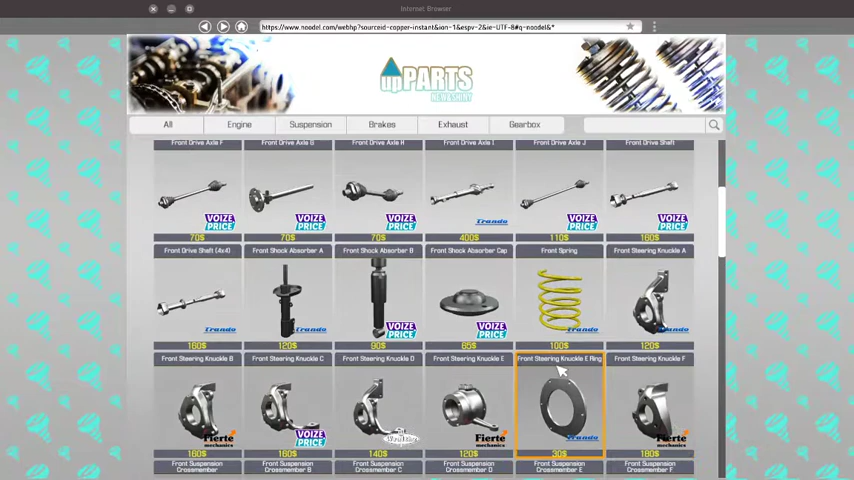 Internet Browser
https://www.noodel.com/webhp?sourceid-copper-instant&ion-1&espv-2&ie-UTF-8#q-noodel&*
upPARTS
All Engine Suspension Brakes Exhaust Gearbox
Front Drive Axle F Front Drive Axle G Front Drive Axle H Front Drive Axle I Front Drive Axle J Front Drive Shaft
VOIZE PRICE VOIZE PRICE VOIZE PRICE Trando Trando VOIZE PRICE
70$ 70$ 70$ 400$ 110$ 160$
Front Drive Shaft (4x4) Front Shock Absorber A Front Shock Absorber B Front Shock Absorber Cap Front Spring Front Steering Knuckle A
Trando Trando VOIZE PRICE VOIZE PRICE Trando Trando
160$ 120$ 90$ 65$ 100$ 120$
Front Steering Knuckle B Front Steering Knuckle C Front Steering Knuckle D Front Steering Knuckle E Front Steering Knuckle E Ring Front Steering Knuckle F
Fierté mechanics VOIZE PRICE Fierté mechanics Trando Fierté mechanics
160$ 160$ 140$ 120$ 30$ 180$
Front Suspension Crossmember Front Suspension Crossmember B Front Suspension Crossmember C Front Suspension Crossmember D Front Suspension Crossmember E Front Suspension Crossmember F